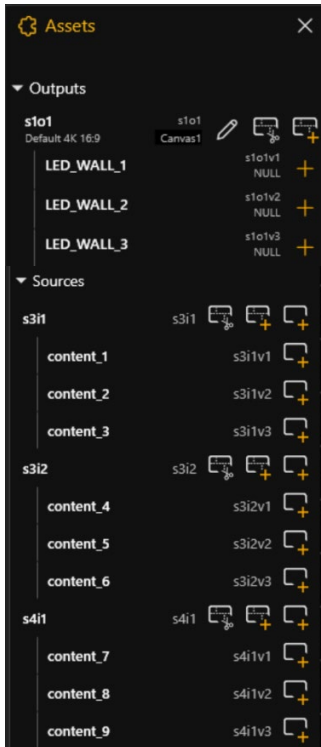 Assets
Outputs
s1o1 s1o1
Default 4K 16:9 Canvas1
LED_WALL_1 s1o1v1
NULL
LED_WALL_2 s1o1v2
NULL
LED_WALL_3 s1o1v3
NULL
Sources
s3i1 s3i1
content_1 s3i1v1
content_2 s3i1v2
content_3 s3i1v3
s3i2 s3i2
content_4 s3i2v1
content_5 s3i2v2
content_6 s3i2v3
s4i1 s4i1
content_7 s4i1v1
content_8 s4i1v2
content_9 s4i1v3